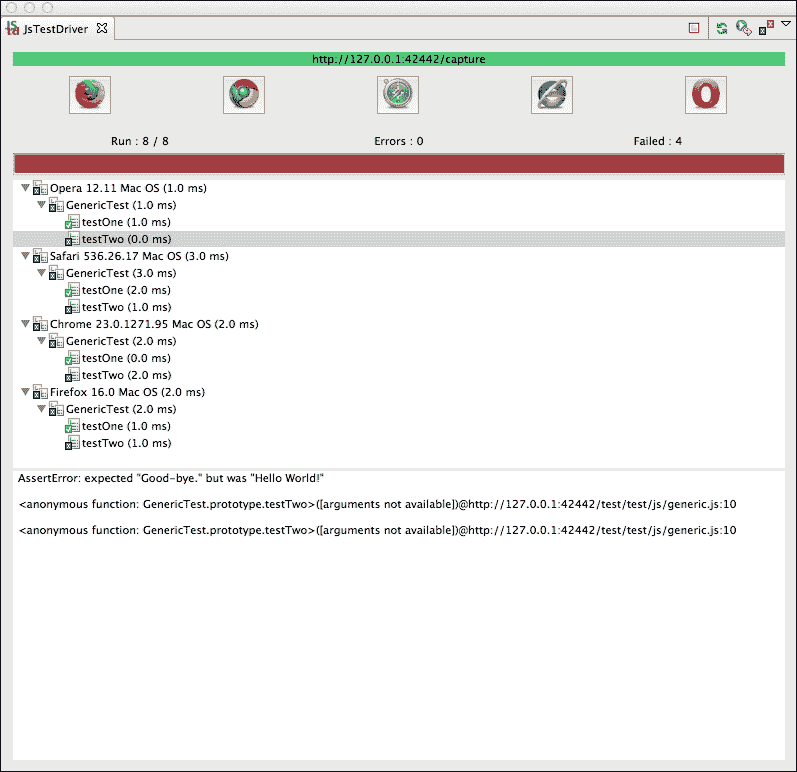 JsTestDriver
http://127.0.0.1:42442/capture
Run : 8 / 8 Errors : 0 Failed : 4
Opera 12.11 Mac OS (1.0 ms)
GenericTest (1.0 ms)
testOne (1.0 ms)
testTwo (0.0 ms)
Safari 536.26.17 Mac OS (3.0 ms)
GenericTest (3.0 ms)
testOne (2.0 ms)
testTwo (1.0 ms)
Chrome 23.0.1271.95 Mac OS (2.0 ms)
GenericTest (2.0 ms)
testOne (0.0 ms)
testTwo (2.0 ms)
Firefox 16.0 Mac OS (2.0 ms)
GenericTest (2.0 ms)
testOne (1.0 ms)
testTwo (1.0 ms)
AssertError: expected "Good-bye." but was "Hello World!"
<anonymous function: GenericTest.prototype.testTwo>([arguments not available])@http://127.0.0.1:42442/test/test/js/generic.js:10
<anonymous function: GenericTest.prototype.testTwo>([arguments not available])@http://127.0.0.1:42442/test/test/js/generic.js:10